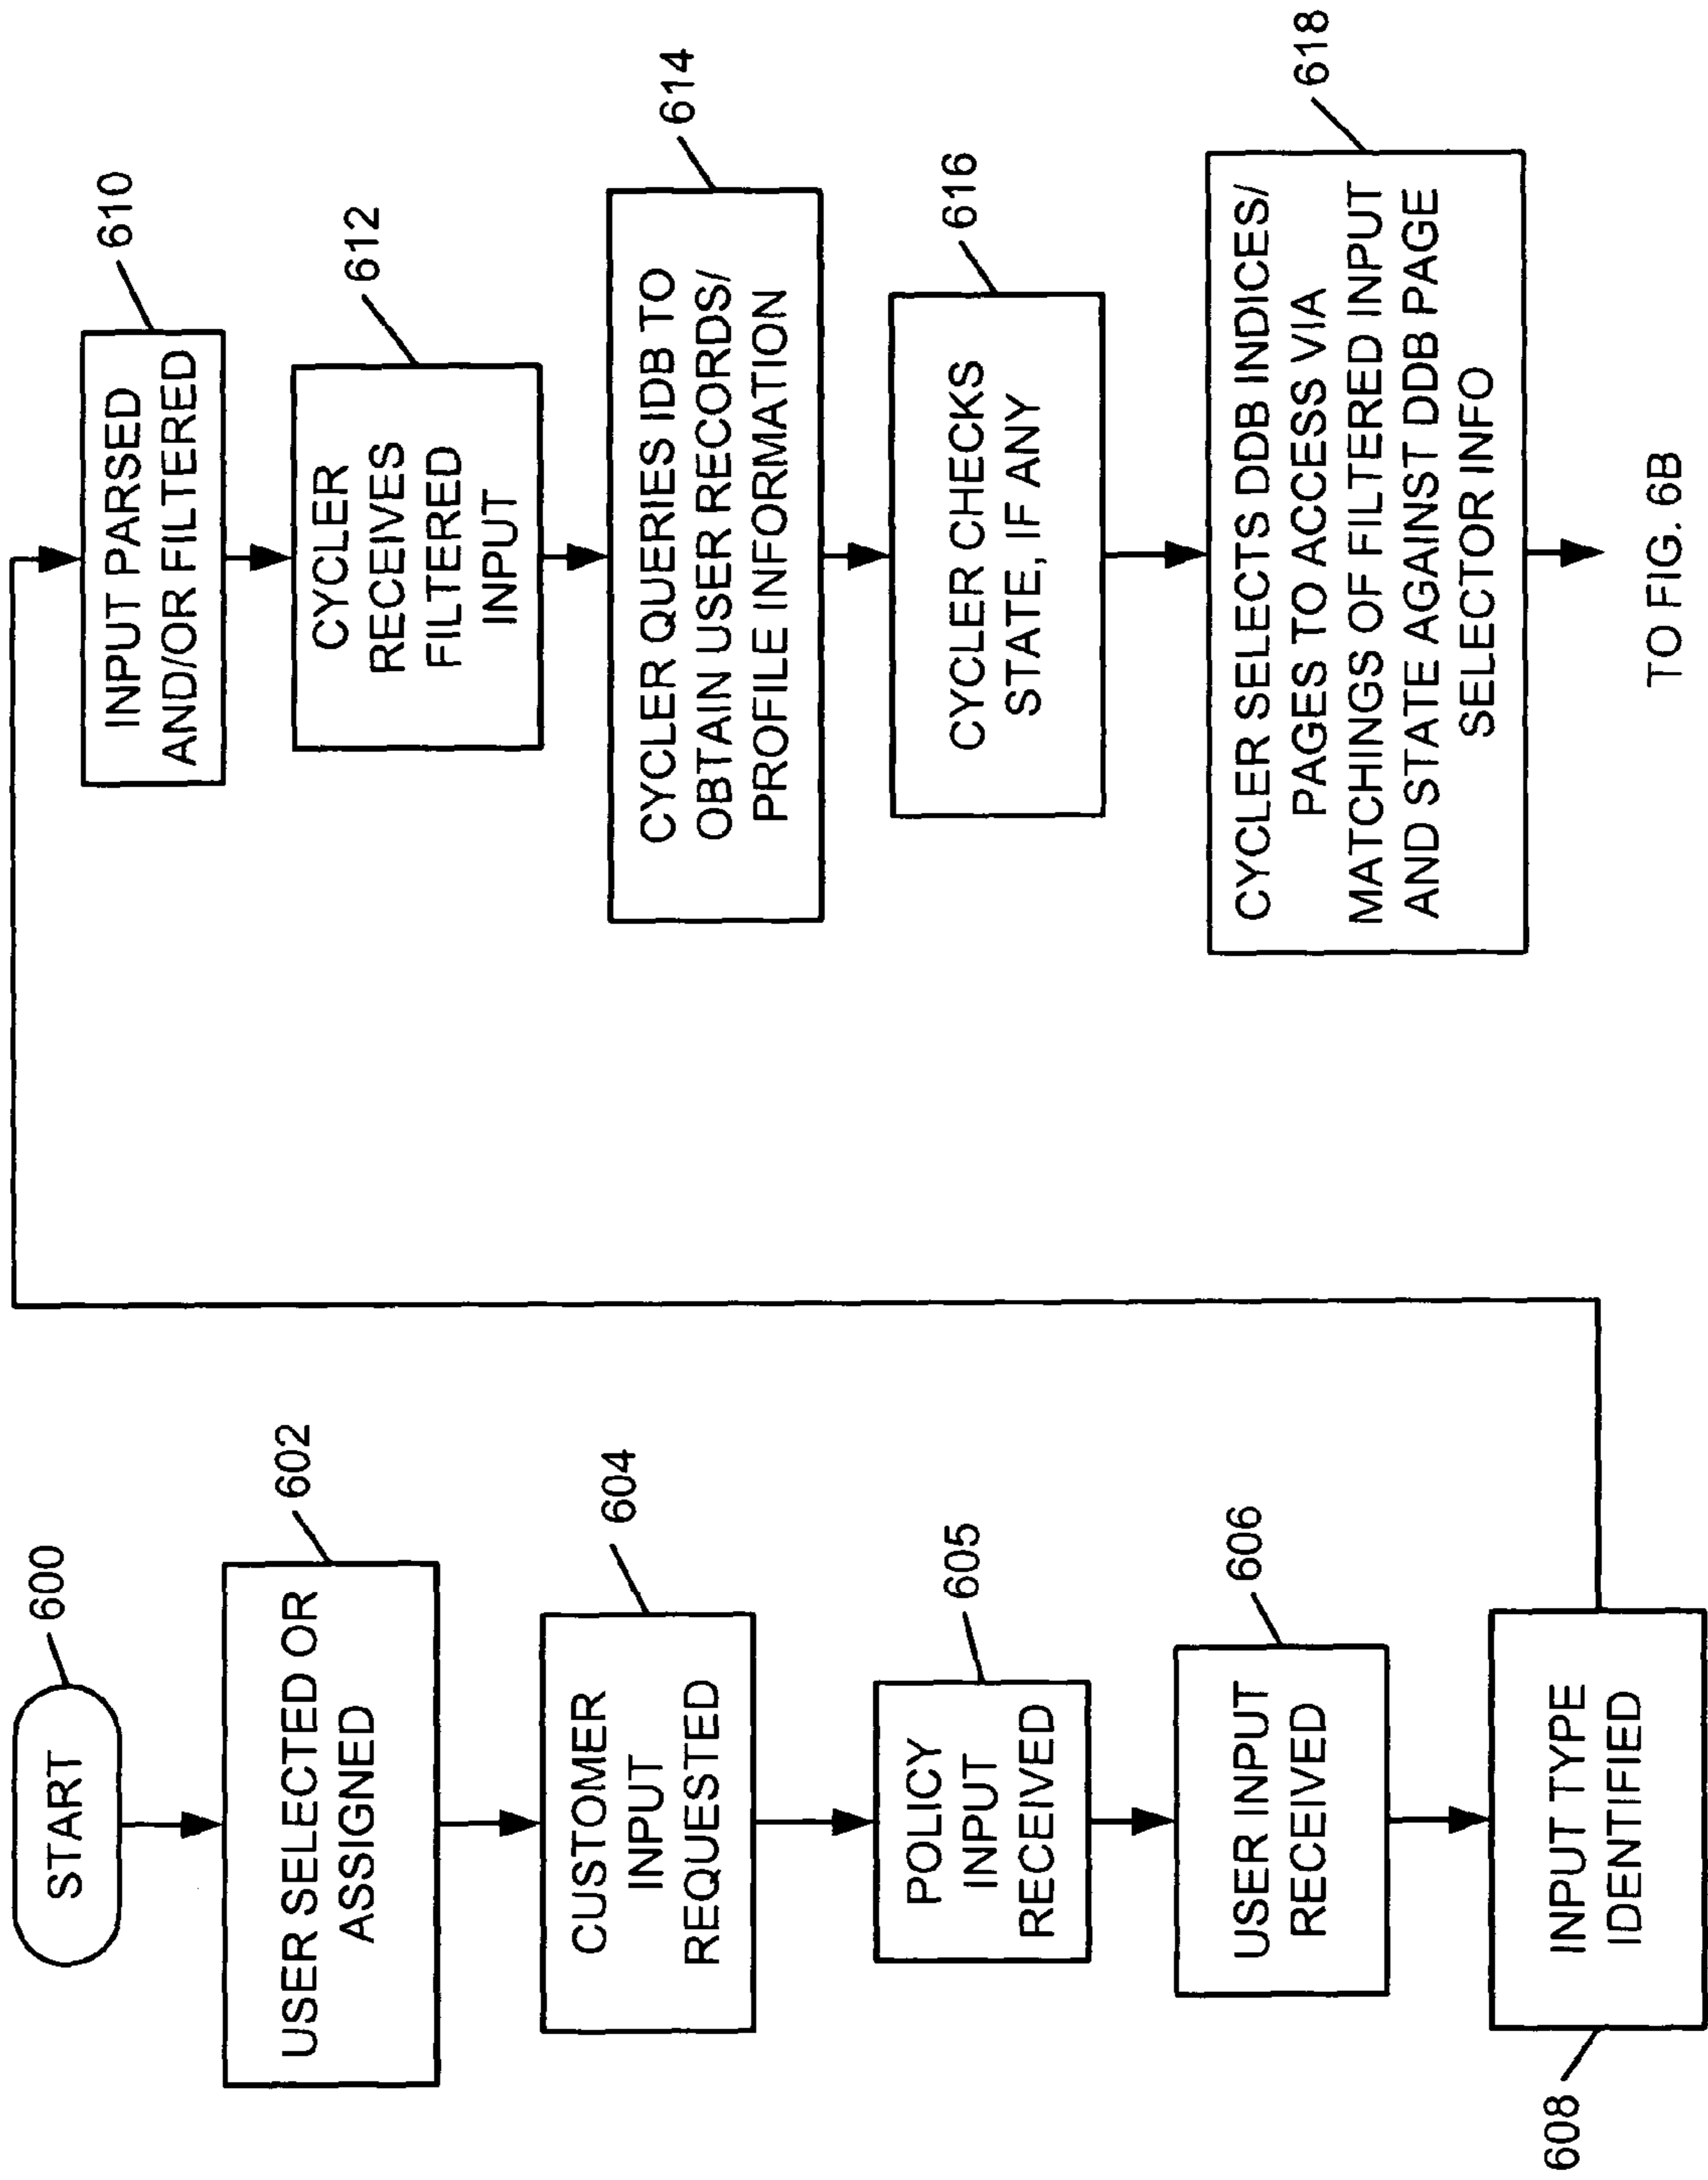 START
600
USER SELECTED OR
ASSIGNED
602
CUSTOMER
INPUT
REQUESTED
604
POLICY
INPUT
RECEIVED
605
USER INPUT
RECEIVED
606
INPUT TYPE
IDENTIFIED
608
INPUT PARSED
AND/OR FILTERED
610
CYCLER
RECEIVES
FILTERED
INPUT
612
CYCLER QUERIES IDB TO
OBTAIN USER RECORDS/
PROFILE INFORMATION
614
CYCLER CHECKS
STATE, IF ANY
616
CYCLER SELECTS DDB INDICES/
PAGES TO ACCESS VIA
MATCHINGS OF FILTERED INPUT
AND STATE AGAINST DDB PAGE
SELECTOR INFO
618
TO FIG. 6B